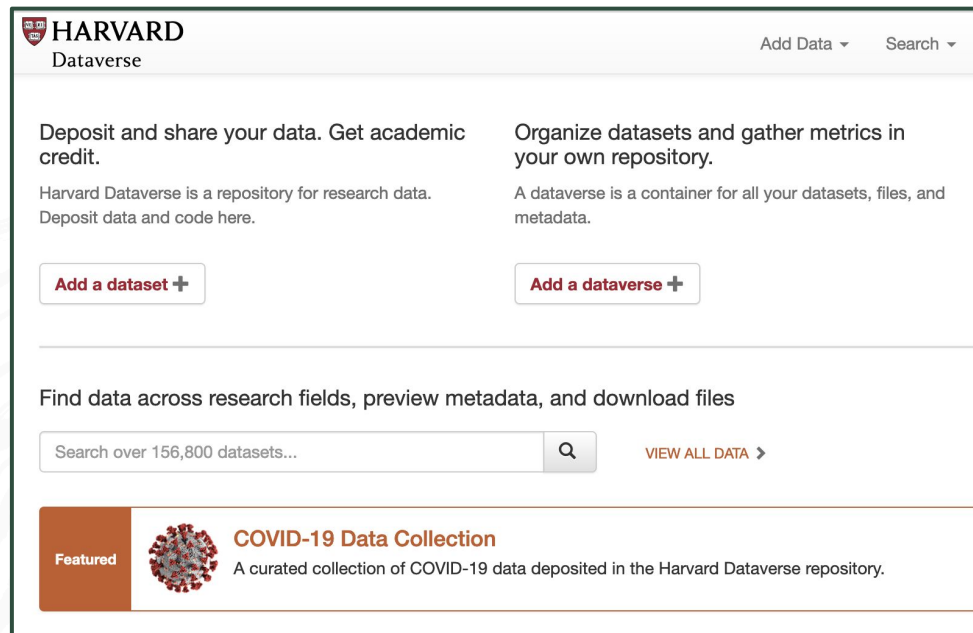 HARVARD
Dataverse
Add Data
Search
Deposit and share your data. Get academic
credit.
Harvard Dataverse is a repository for research data.
Deposit data and code here.
Add a dataset
Organize datasets and gather metrics in
your own repository.
A dataverse is a container for all your datasets, files, and
metadata.
Add a dataverse
Find data across research fields, preview metadata, and download files
Search over 156,800 datasets...
VIEW ALL DATA
Featured
COVID-19 Data Collection
A curated collection of COVID-19 data deposited in the Harvard Dataverse repository.